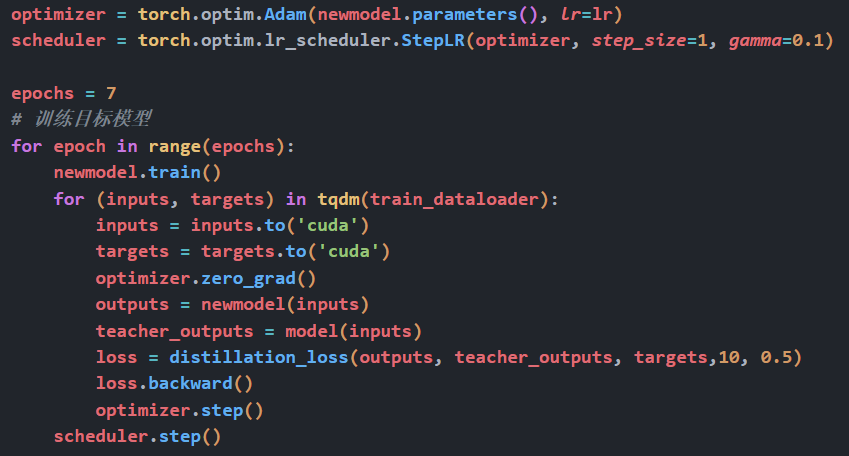 optimizer = torch.optim.Adam(newmodel.parameters(), lr=lr)
scheduler = torch.optim.lr_scheduler.StepLR(optimizer, step_size=1, gamma=0.1)
epochs = 7
# 训练目标模型
for epoch in range(epochs):
newmodel.train()
for (inputs, targets) in tqdm(train_dataloader):
inputs = inputs.to('cuda')
targets = targets.to('cuda')
optimizer.zero_grad()
outputs = newmodel(inputs)
teacher_outputs = model(inputs)
loss = distillation_loss(outputs, teacher_outputs, targets,10, 0.5)
loss.backward()
optimizer.step()
scheduler.step()